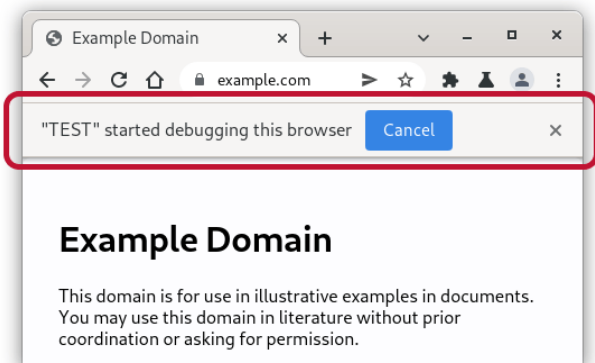 Example Domain
example.com
"TEST" started debugging this browser Cancel
Example Domain
This domain is for use in illustrative examples in documents.
You may use this domain in literature without prior
coordination or asking for permission.